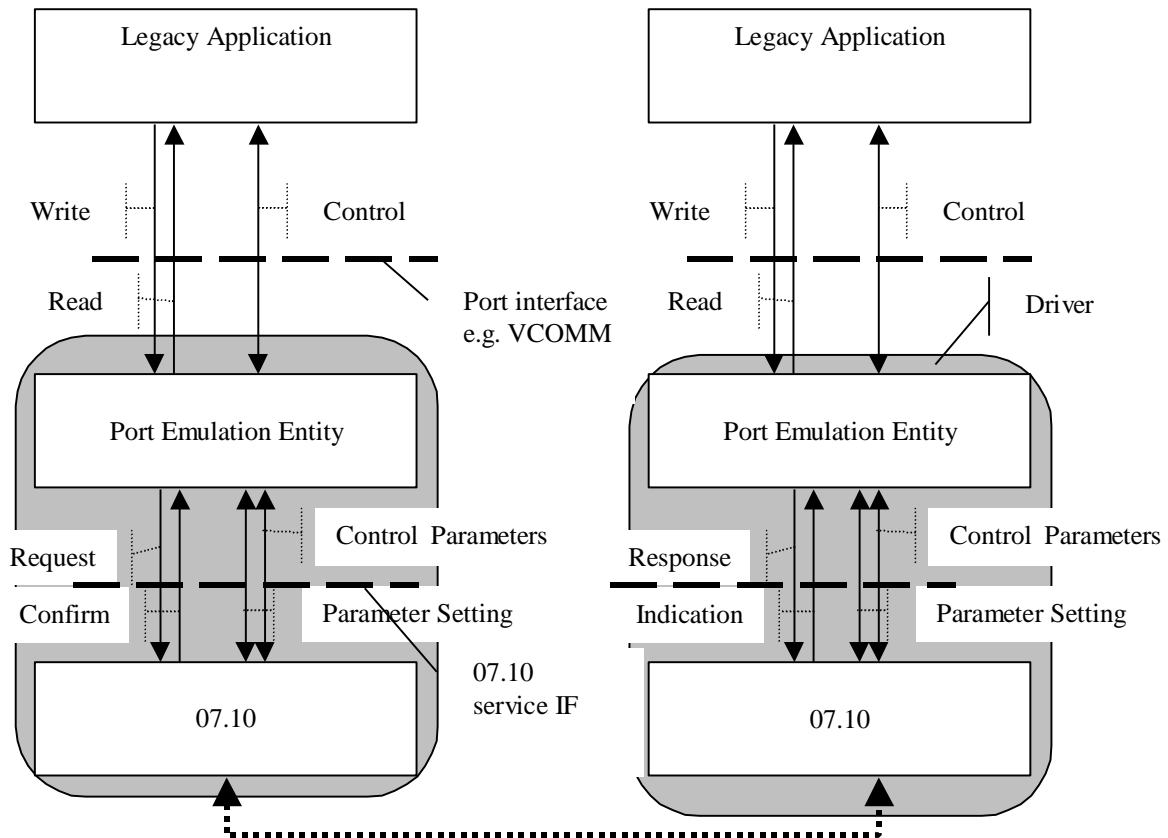 Legacy Application
Legacy Application
Write
Control
Write
Control
Read
Port interface
e.g. VCOMM
Read
Driver
Port Emulation Entity
Port Emulation Entity
Request
Control Parameters
Response
Control Parameters
Confirm
Parameter Setting
Indication
Parameter Setting
07.10
service IF
07.10
07.10